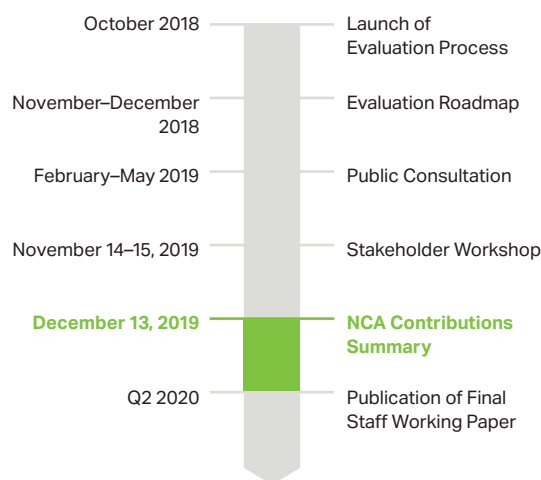 October 2018
Launch of
Evaluation Process
November–December
2018
Evaluation Roadmap
February–May 2019
Public Consultation
November 14–15, 2019
Stakeholder Workshop
December 13, 2019
NCA Contributions
Summary
Q2 2020
Publication of Final
Staff Working Paper